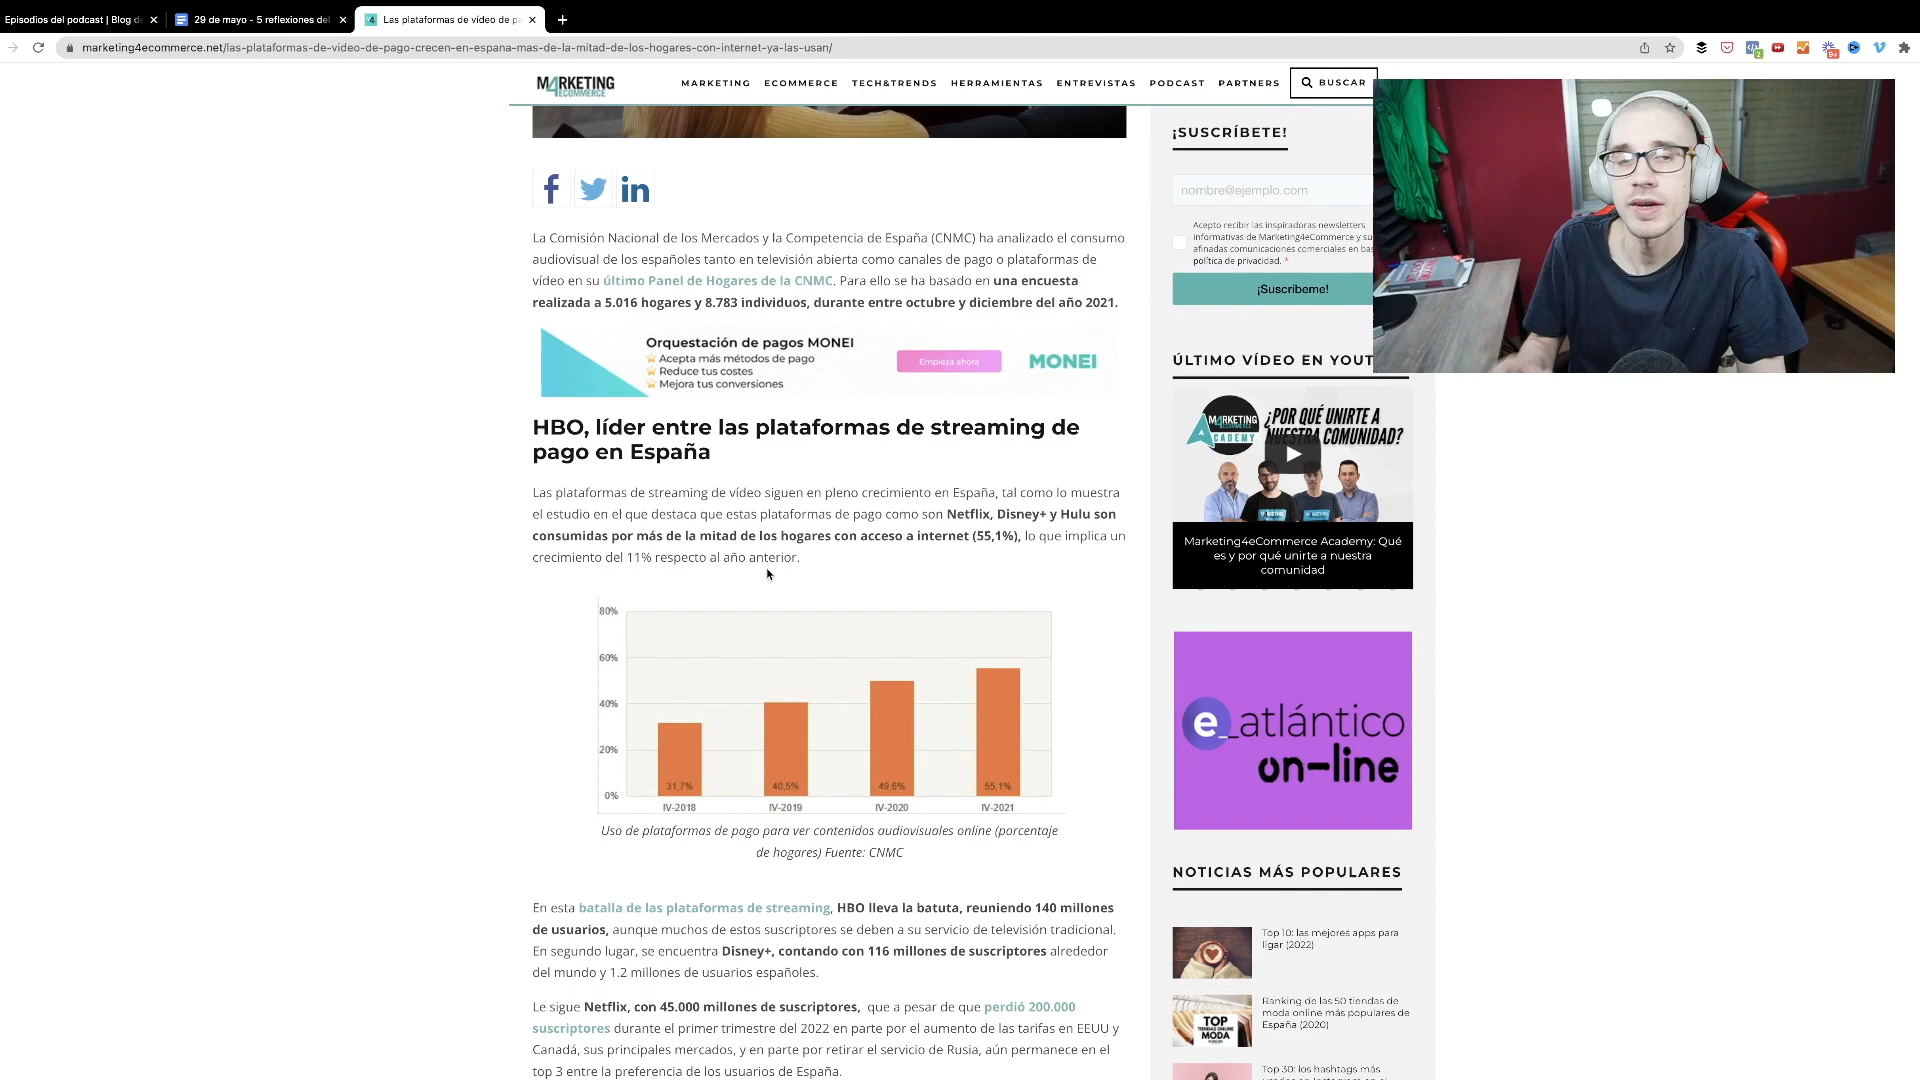 Episodios del podcast | Blog de
29 de mayo - 5 reflexiones del
Las plataformas de vídeo de pa
marketing4ecommerce.net/las-plataformas-de-video-de-pago-crecen-en-espana-mas-de-la-mitad-de-los-hogares-con-internet-ya-las-usan/
2
9+
M4RKETING
ECOMMERCE
MARKETING ECOMMERCE TECH&TRENDS HERRAMIENTAS ENTREVISTAS PODCAST PARTNERS BUSCAR
La Comisión Nacional de los Mercados y la Competencia de España (CNMC) ha analizado el consumo
audiovisual de los españoles tanto en televisión abierta como canales de pago o plataformas de
vídeo en su último Panel de Hogares de la CNMC. Para ello se ha basado en una encuesta
realizada a 5.016 hogares y 8.783 individuos, durante entre octubre y diciembre del año 2021.
Orquestación de pagos MONEI
Acepta más métodos de pago
Reduce tus costes
Mejora tus conversiones
Empieza ahora
MONEI
HBO, líder entre las plataformas de streaming de
pago en España
Las plataformas de streaming de vídeo siguen en pleno crecimiento en España, tal como lo muestra
el estudio en el que destaca que estas plataformas de pago como son Netflix, Disney+ y Hulu son
consumidas por más de la mitad de los hogares con acceso a internet (55,1%), lo que implica un
crecimiento del 11% respecto al año anterior.
80%
60%
40%
20%
0%
31,7%
40,5%
49,6%
55,1%
IV-2018
IV-2019
IV-2020
IV-2021
Uso de plataformas de pago para ver contenidos audiovisuales online (porcentaje
de hogares) Fuente: CNMC
En esta batalla de las plataformas de streaming, HBO lleva la batuta, reuniendo 140 millones
de usuarios, aunque muchos de estos suscriptores se deben a su servicio de televisión tradicional.
En segundo lugar, se encuentra Disney+, contando con 116 millones de suscriptores alrededor
del mundo y 1.2 millones de usuarios españoles.
Le sigue Netflix, con 45.000 millones de suscriptores, que a pesar de que perdió 200.000
suscriptores durante el primer trimestre del 2022 en parte por el aumento de las tarifas en EEUU y
Canadá, sus principales mercados, y en parte por retirar el servicio de Rusia, aún permanece en el
top 3 entre la preferencia de los usuarios de España.
¡SUSCRÍBETE!
nombre@ejemplo.com
Acepto recibir las inspiradoras newsletters
informativas de Marketing4eCommerce y su
afinadas comunicaciones comerciales en bas
política de privacidad. *
¡Suscríbeme!
ÚLTIMO VÍDEO EN YOUT
M4RKETING
ECOMMERCE
ACADEMY
¿POR QUÉ UNIRTE A
NUESTRA COMUNIDAD?
Marketing4eCommerce Academy: Qué
es y por qué unirte a nuestra
comunidad
e_atlántico
on-line
NOTICIAS MÁS POPULARES
Top 10: las mejores apps para
ligar (2022)
TOP
TIENDAS ONLINE
MODA
Ranking de las 50 tiendas de
moda online más populares de
España (2020)
Top 30: los hashtags más